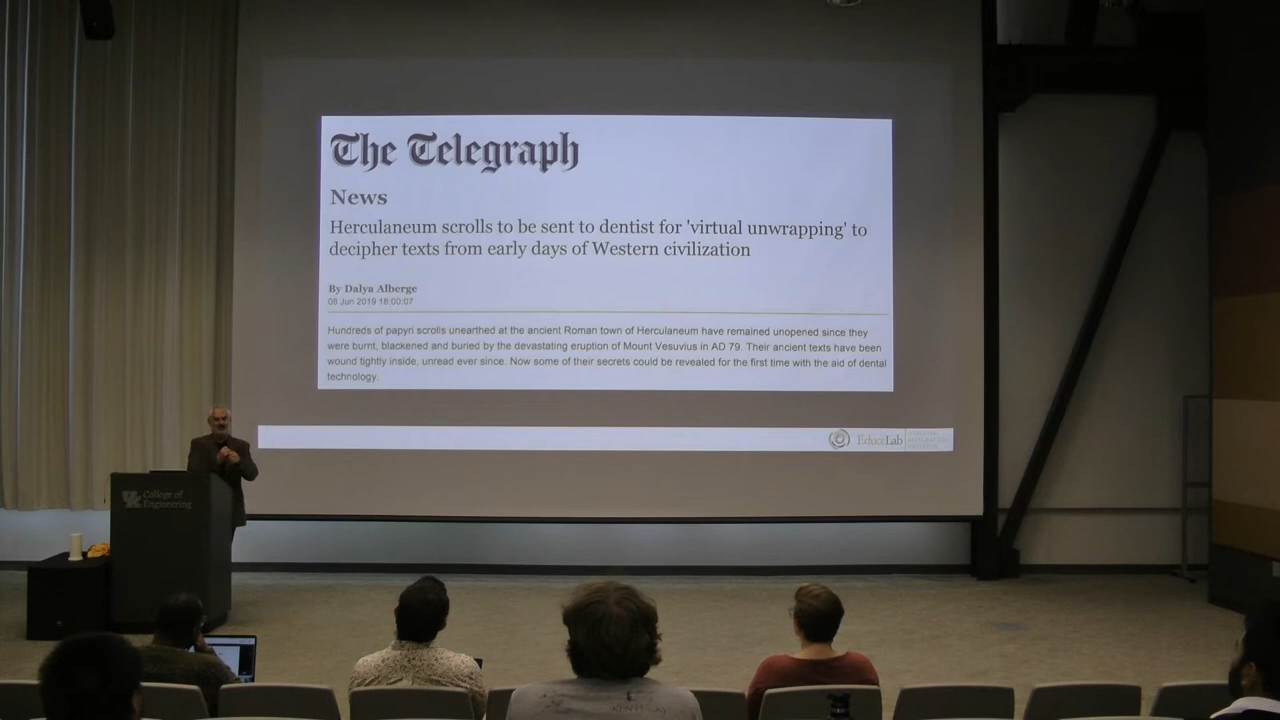 The Telegraph
News
Herculaneum scrolls to be sent to dentist for 'virtual unwrapping' to
decipher texts from early days of Western civilization
By Dalya Alberge
08 Jun 2019 18:00:07
Hundreds of papyri scrolls unearthed at the ancient Roman town of Herculaneum have remained unopened since they
were burnt, blackened and buried by the devastating eruption of Mount Vesuvius in AD 79. Their ancient texts have been
wound tightly inside, unread ever since. Now some of their secrets could be revealed for the first time with the aid of dental
technology.
EduceLab
UK College of
Engineering
KENTUCKY